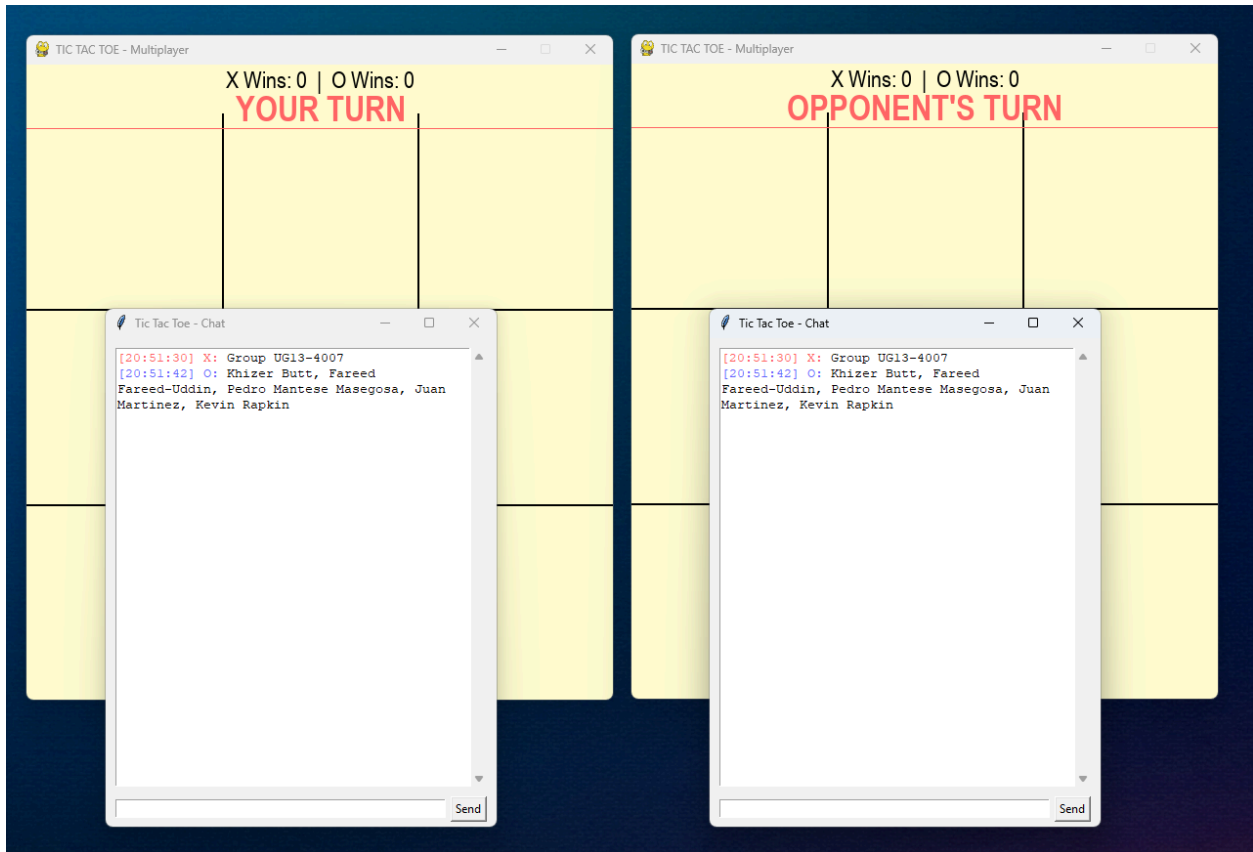 TIC TAC TOE - Multiplayer
X Wins: 0 | O Wins: 0
YOUR TURN
Tic Tac Toe - Chat
[20:51:30] X: Group UG13-4007
[20:51:42] O: Khizer Butt, Fareed
Fareed-Uddin, Pedro Mantese Masegosa, Juan
Martinez, Kevin Rapkin
Send
TIC TAC TOE - Multiplayer
X Wins: 0 | O Wins: 0
OPPONENT'S TURN
Tic Tac Toe - Chat
[20:51:30] X: Group UG13-4007
[20:51:42] O: Khizer Butt, Fareed
Fareed-Uddin, Pedro Mantese Masegosa, Juan
Martinez, Kevin Rapkin
Send